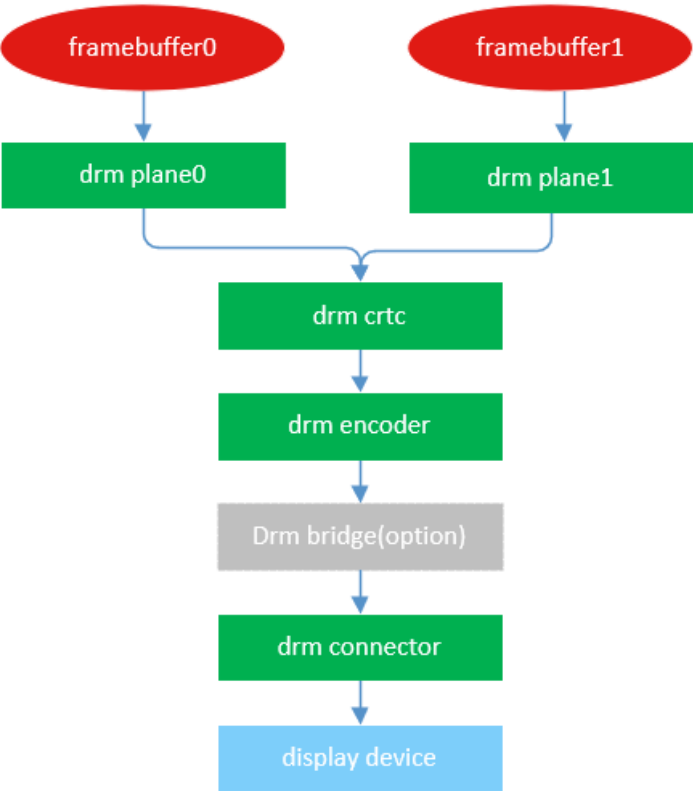 framebuffer0
framebuffer1
drm plane0
drm plane1
drm crtc
drm encoder
Drm bridge(option)
drm connector
display device